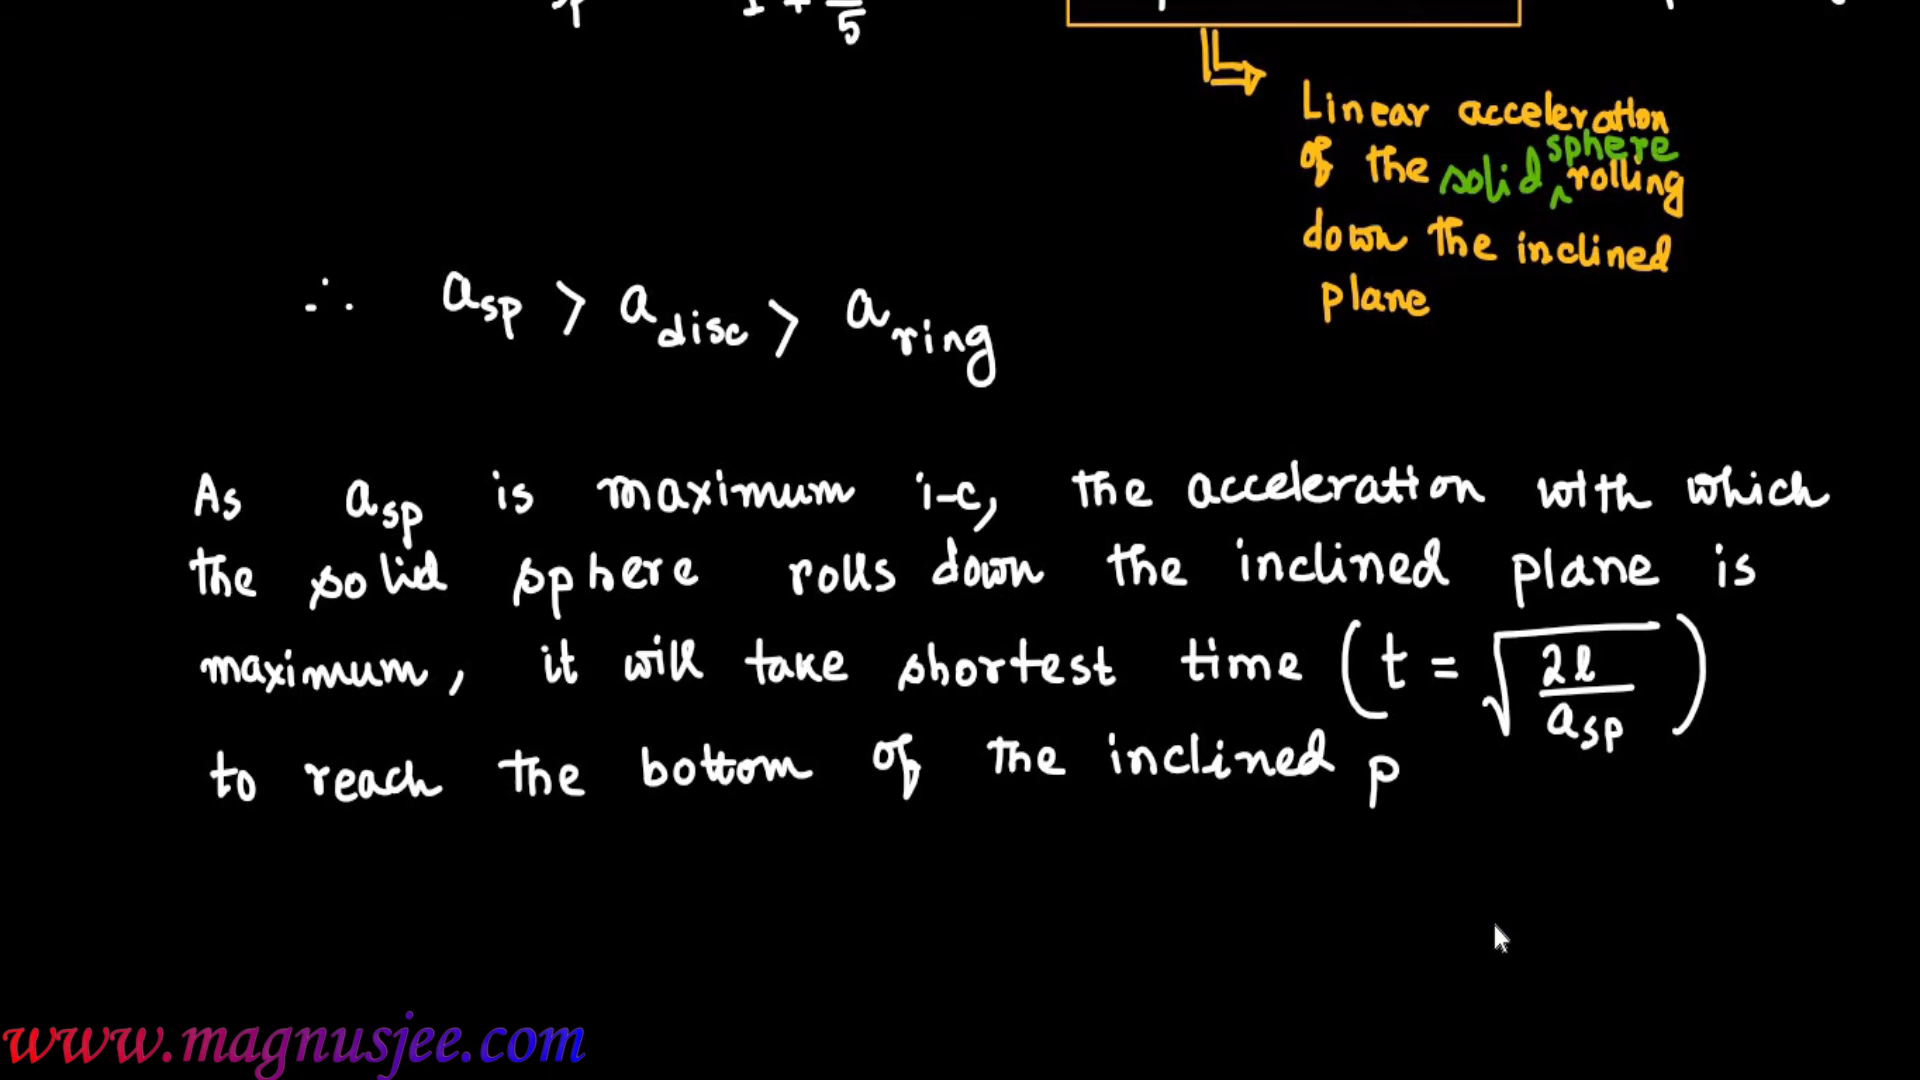 1 +
5
Linear acceleration
of the solid sphere rolling
down the inclined
plane
∴ a_sp > a_disc > a_ring
As a_sp is maximum i-e, the acceleration with which
the solid sphere rolls down the inclined plane is
maximum, it will take shortest time (t = √(2l/a_sp))
to reach the bottom of the inclined p
www.magnusjee.com